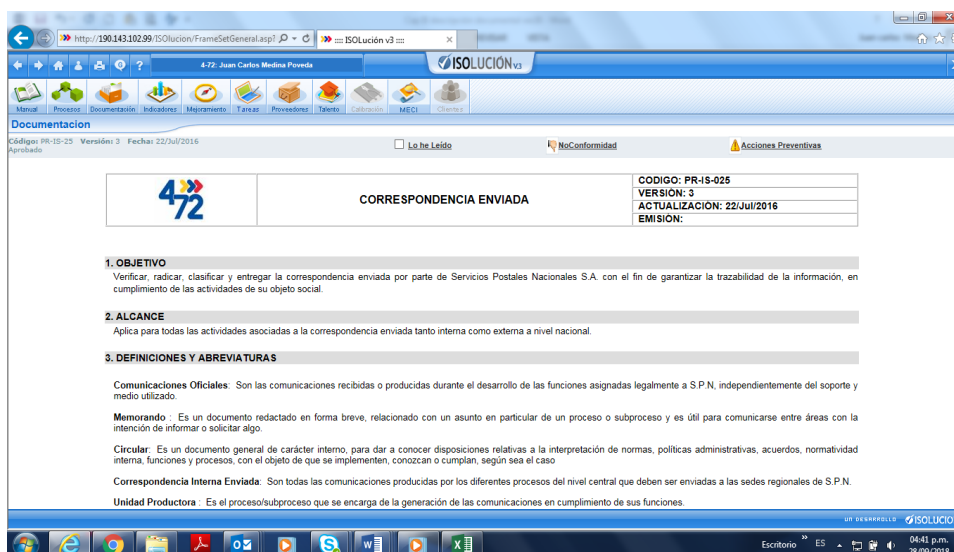 http://190.143.102.99/ISOlucion/FrameSetGeneral.asp?
:::: ISOLución v3 ::::
4-72: Juan Carlos Medina Poveda
ISOLUCIÓN V3
Manual Procesos Documentación Indicadores Mejoramiento Tareas Proveedores Talento Calibración MECI Clientes
Documentacion
Código: PR-IS-25 Versión: 3 Fecha: 22/Jul/2016
Aprobado
Lo he Leído NoConformidad Acciones Preventivas
472
CORRESPONDENCIA ENVIADA
CODIGO: PR-IS-025
VERSIÓN: 3
ACTUALIZACIÓN: 22/Jul/2016
EMISIÓN:
1. OBJETIVO
Verificar, radicar, clasificar y entregar la correspondencia enviada por parte de Servicios Postales Nacionales S.A. con el fin de garantizar la trazabilidad de la información, en
cumplimiento de las actividades de su objeto social.
2. ALCANCE
Aplica para todas las actividades asociadas a la correspondencia enviada tanto interna como externa a nivel nacional.
3. DEFINICIONES Y ABREVIATURAS
Comunicaciones Oficiales: Son las comunicaciones recibidas o producidas durante el desarrollo de las funciones asignadas legalmente a S.P.N, independientemente del soporte y
medio utilizado.
Memorando : Es un documento redactado en forma breve, relacionado con un asunto en particular de un proceso o subproceso y es útil para comunicarse entre áreas con la
intención de informar o solicitar algo.
Circular: Es un documento general de carácter interno, para dar a conocer disposiciones relativas a la interpretación de normas, políticas administrativas, acuerdos, normatividad
interna, funciones y procesos, con el objeto de que se implementen, conozcan o cumplan, según sea el caso
Correspondencia Interna Enviada: Son todas las comunicaciones producidas por los diferentes procesos del nivel central que deben ser enviadas a las sedes regionales de S.P.N.
Unidad Productora : Es el proceso/subproceso que se encarga de la generación de las comunicaciones en cumplimiento de sus funciones.
UN DESARROLLO ISOLUCIO
Escritorio ES 04:41 p.m.
28/09/2018